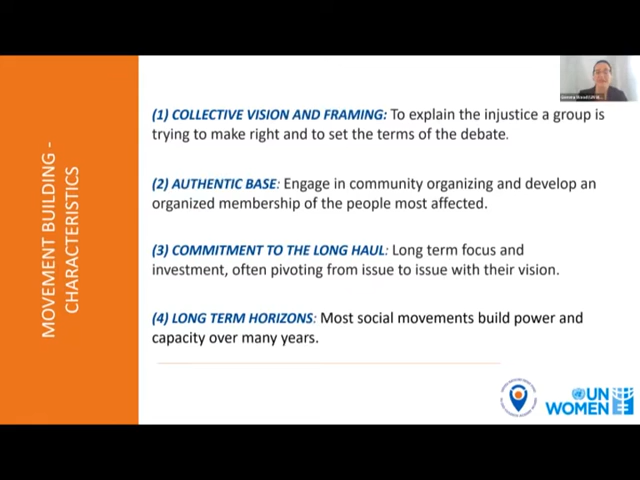 MOVEMENT BUILDING -
CHARACTERISTICS
(1) COLLECTIVE VISION AND FRAMING: To explain the injustice a group is
trying to make right and to set the terms of the debate.
(2) AUTHENTIC BASE: Engage in community organizing and develop an
organized membership of the people most affected.
(3) COMMITMENT TO THE LONG HAUL: Long term focus and
investment, often pivoting from issue to issue with their vision.
(4) LONG TERM HORIZONS: Most social movements build power and
capacity over many years.
UN
WOMEN